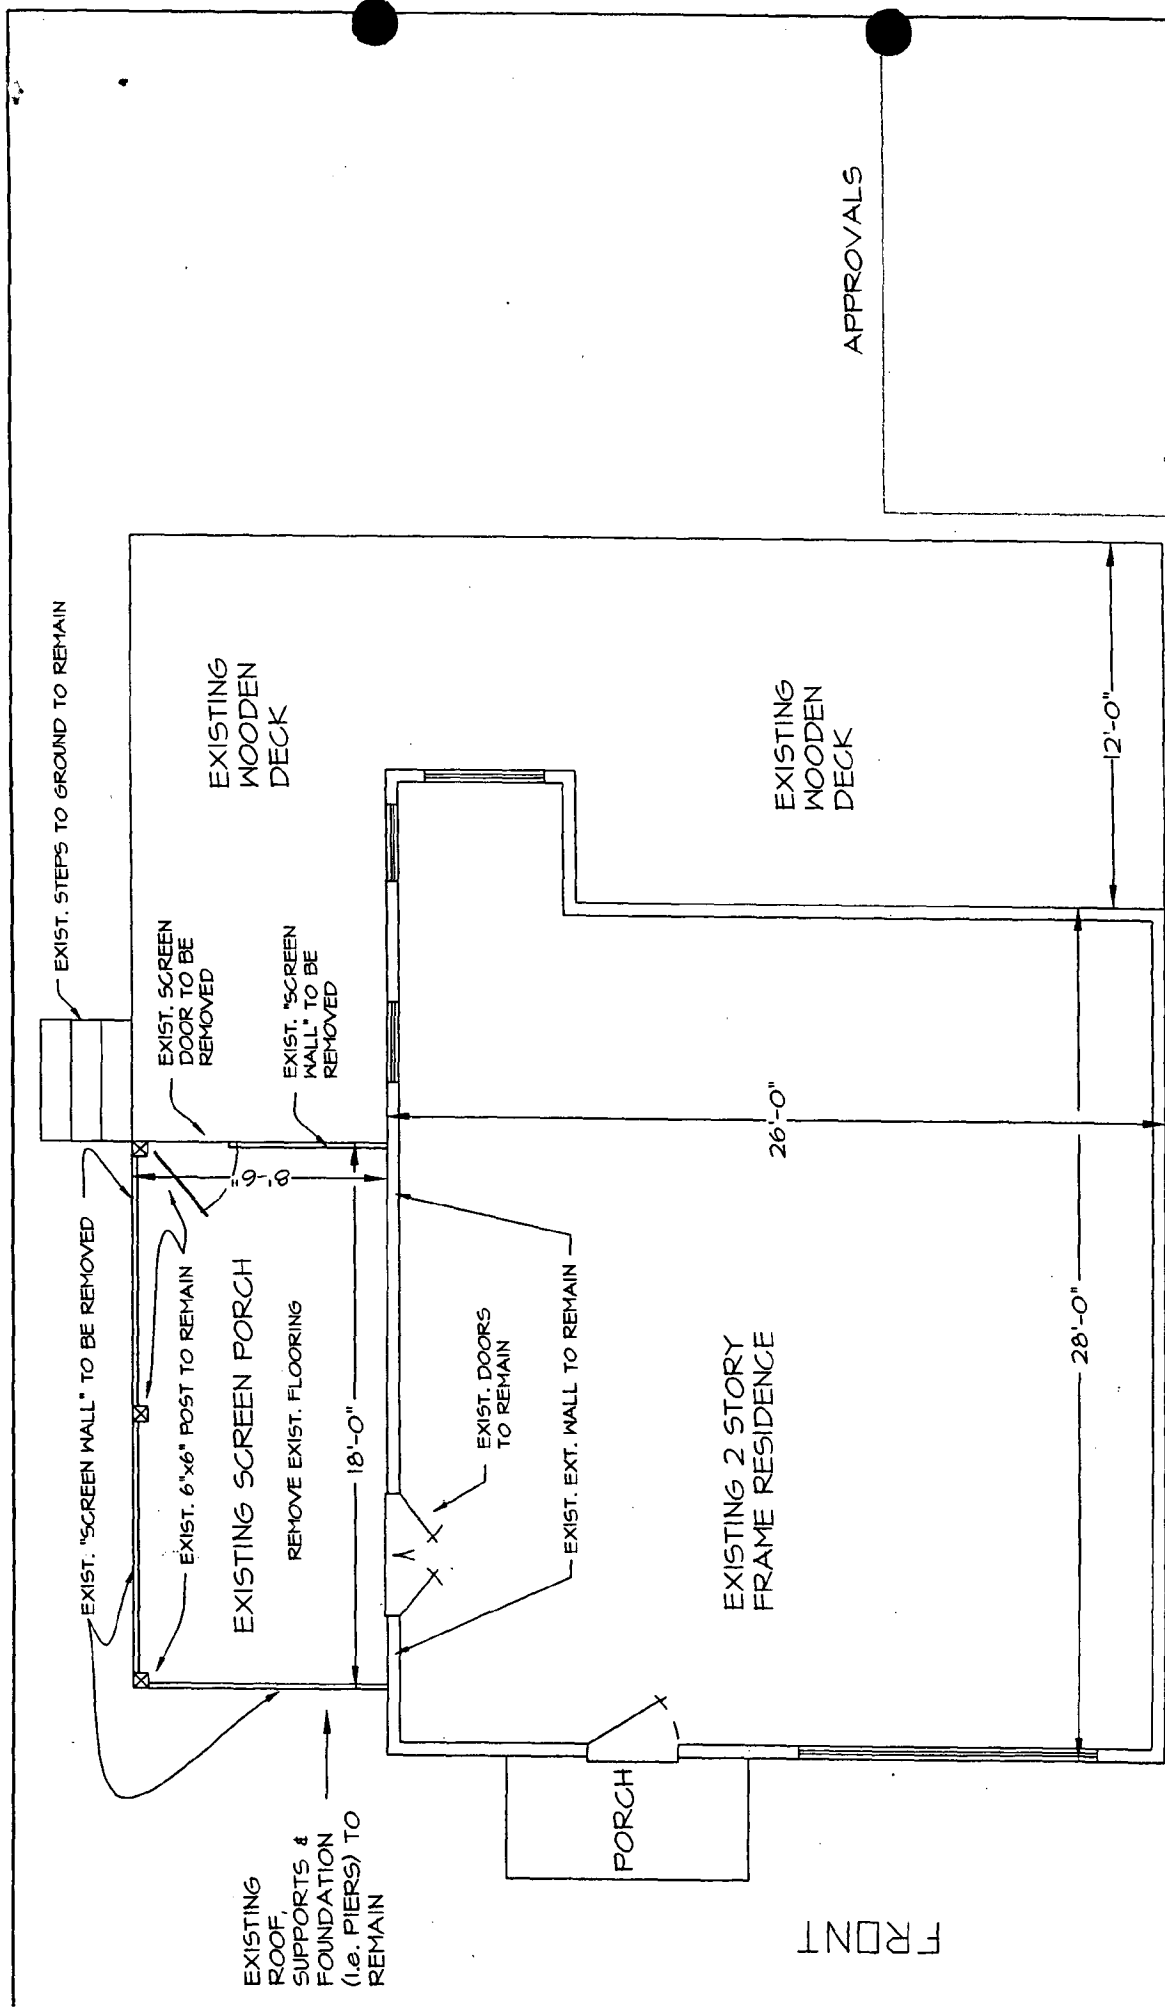 EXIST. STEPS TO GROUND TO REMAIN
EXIST. "SCREEN WALL" TO BE REMOVED
EXIST. SCREEN
DOOR TO BE
REMOVED
EXISTING
WOODEN
DECK
EXIST. 6"x6" POST TO REMAIN
8'-6"
EXIST. "SCREEN
WALL" TO BE
REMOVED
EXISTING SCREEN PORCH
REMOVE EXIST. FLOORING
18'-0"
EXISTING
ROOF,
SUPPORTS &
FOUNDATION
(i.e. PIERS) TO
REMAIN
EXIST. DOORS
TO REMAIN
EXIST. EXT. WALL TO REMAIN
EXISTING 2 STORY
FRAME RESIDENCE
26'-0"
28'-0"
EXISTING
WOODEN
DECK
12'-0"
PORCH
FRONT
APPROVALS